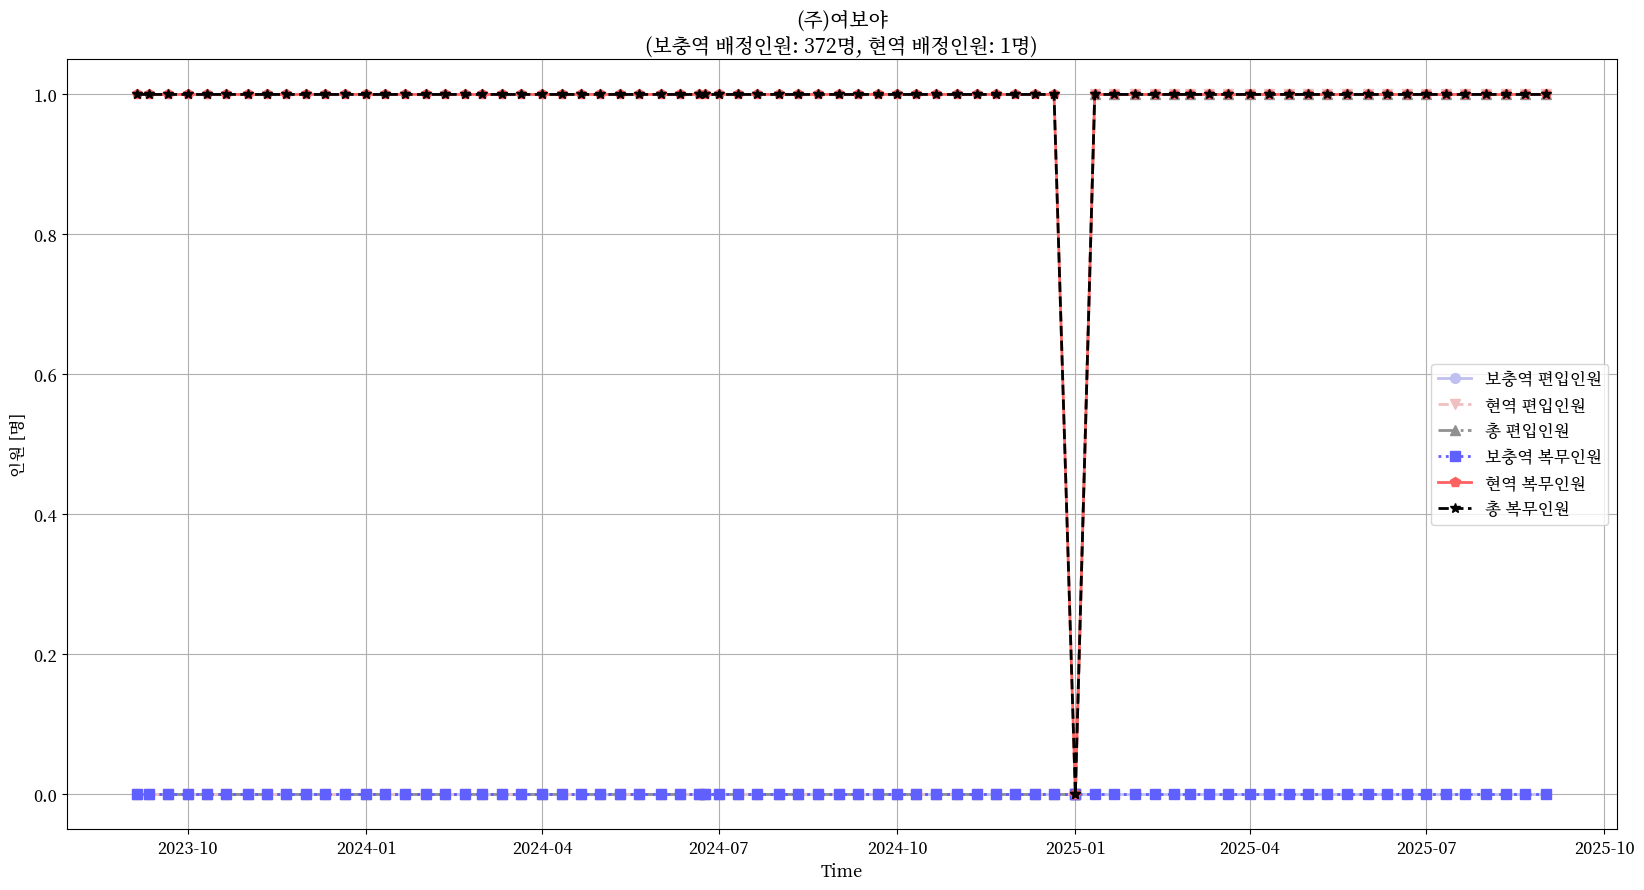 (주)여보야
(보충역 배정인원: 372명, 현역 배정인원: 1명)
1.0
0.8
0.6
0.4
0.2
0.0
인원 [명]
보충역 편입인원
현역 편입인원
총 편입인원
보충역 복무인원
현역 복무인원
총 복무인원
2023-10
2024-01
2024-04
2024-07
2024-10
2025-01
2025-04
2025-07
2025-10
Time